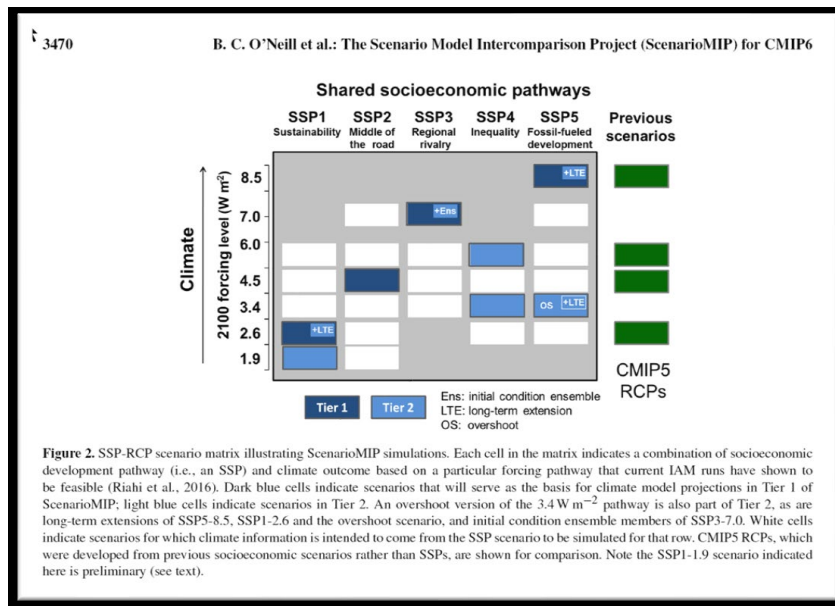 3470
B. C. O'Neill et al.: The Scenario Model Intercomparison Project (ScenarioMIP) for CMIP6
Shared socioeconomic pathways
SSP1 SSP2 SSP3 SSP4 SSP5 Previous
Sustainability Middle of Regional Inequality Fossil-fueled scenarios
the road rivalry development
Climate
2100 forcing level (W m²)
8.5 +LTE
7.0 +Ens
6.0
4.5
3.4 OS +LTE
2.6 +LTE
1.9
CMIP5
RCPs
Tier 1 Tier 2
Ens: initial condition ensemble
LTE: long-term extension
OS: overshoot
Figure 2. SSP-RCP scenario matrix illustrating ScenarioMIP simulations. Each cell in the matrix indicates a combination of socioeconomic
development pathway (i.e., an SSP) and climate outcome based on a particular forcing pathway that current IAM runs have shown to
be feasible (Riahi et al., 2016). Dark blue cells indicate scenarios that will serve as the basis for climate model projections in Tier 1 of
ScenarioMIP; light blue cells indicate scenarios in Tier 2. An overshoot version of the 3.4 W m⁻² pathway is also part of Tier 2, as are
long-term extensions of SSP5-8.5, SSP1-2.6 and the overshoot scenario, and initial condition ensemble members of SSP3-7.0. White cells
indicate scenarios for which climate information is intended to come from the SSP scenario to be simulated for that row. CMIP5 RCPs, which
were developed from previous socioeconomic scenarios rather than SSPs, are shown for comparison. Note the SSP1-1.9 scenario indicated
here is preliminary (see text).